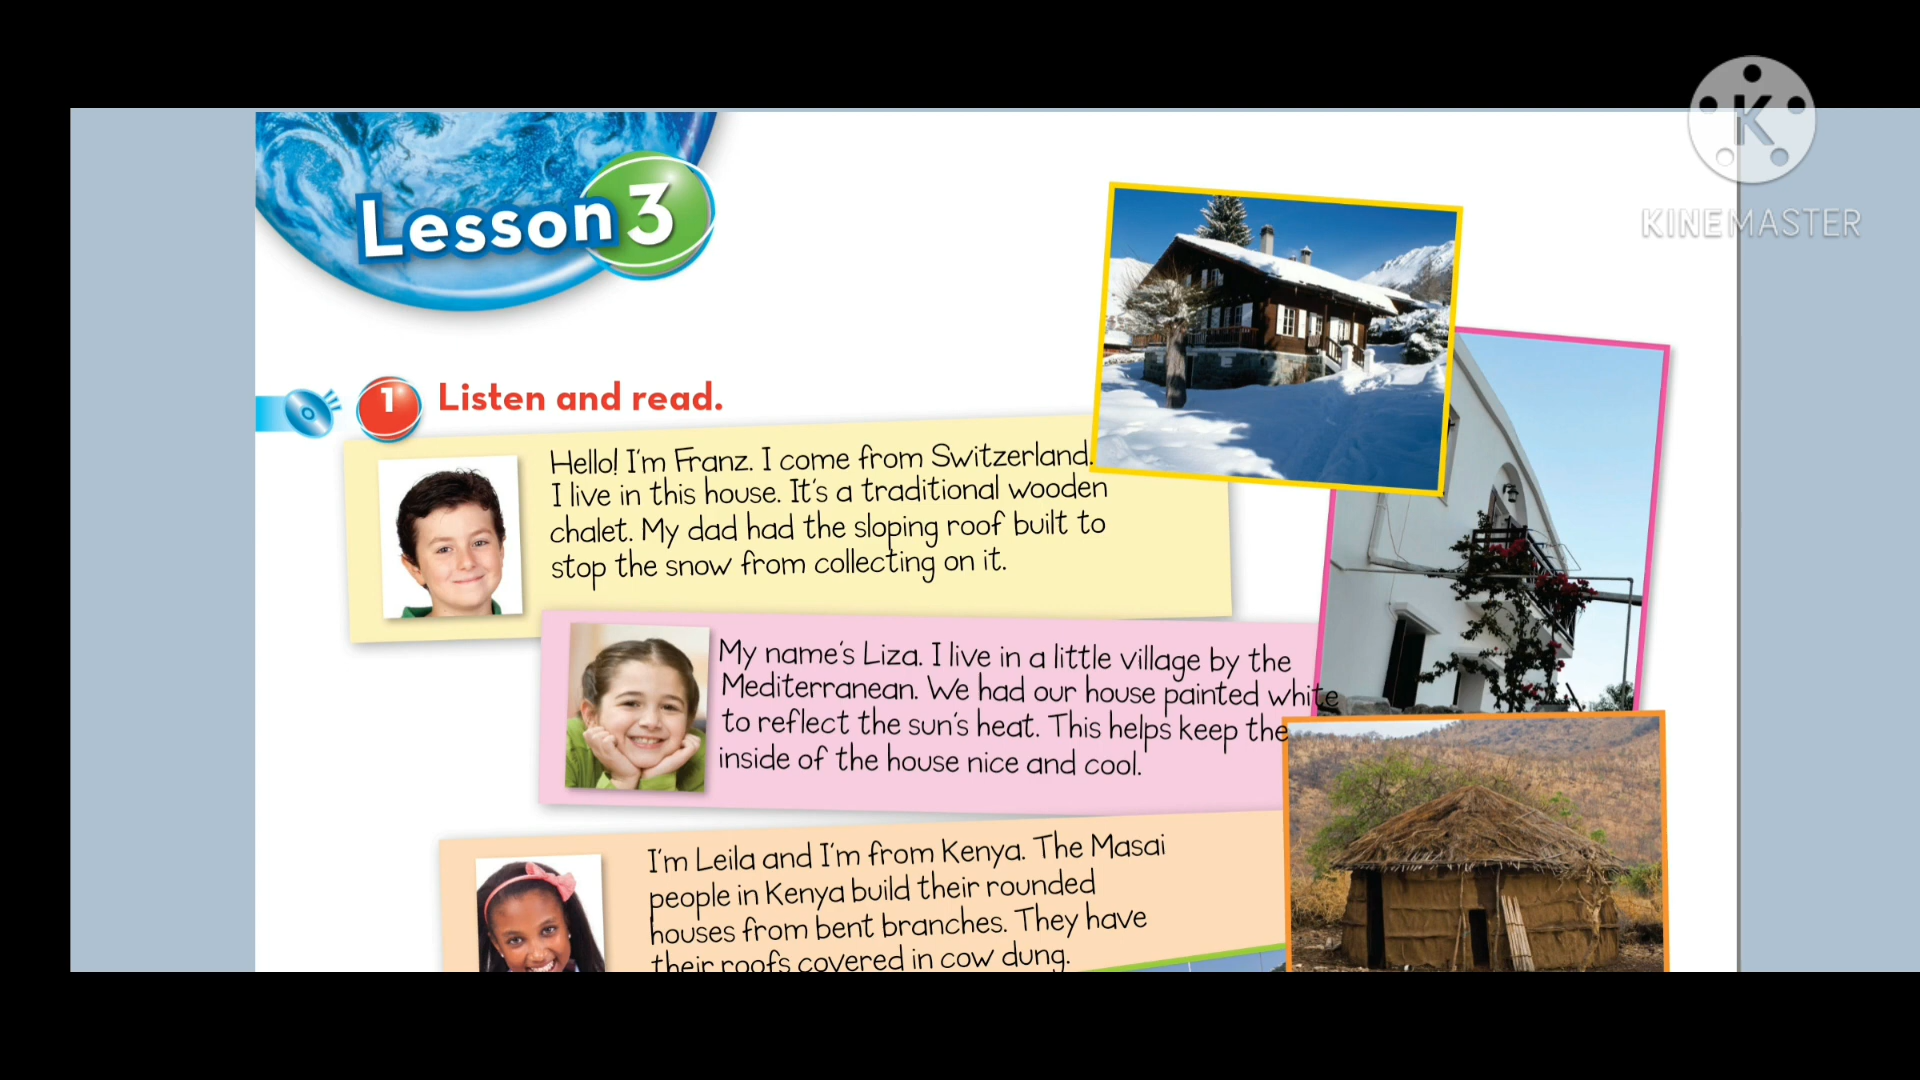 Lesson 3
KINEMASTER
1 Listen and read.
Hello! I'm Franz. I come from Switzerland.
I live in this house. It's a traditional wooden
chalet. My dad had the sloping roof built to
stop the snow from collecting on it.
My name's Liza. I live in a little village by the
Mediterranean. We had our house painted white
to reflect the sun's heat. This helps keep the
inside of the house nice and cool.
I'm Leila and I'm from Kenya. The Masai
people in Kenya build their rounded
houses from bent branches. They have
their roofs covered in cow dung.